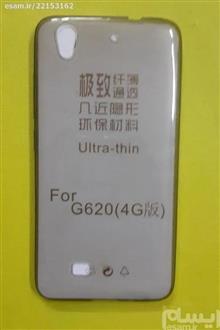 esam.ir/22153162
极致纤薄
通透
几近隐形
环保材料
Ultra-thin
For
G620(4G版)
ایسام
esam.ir